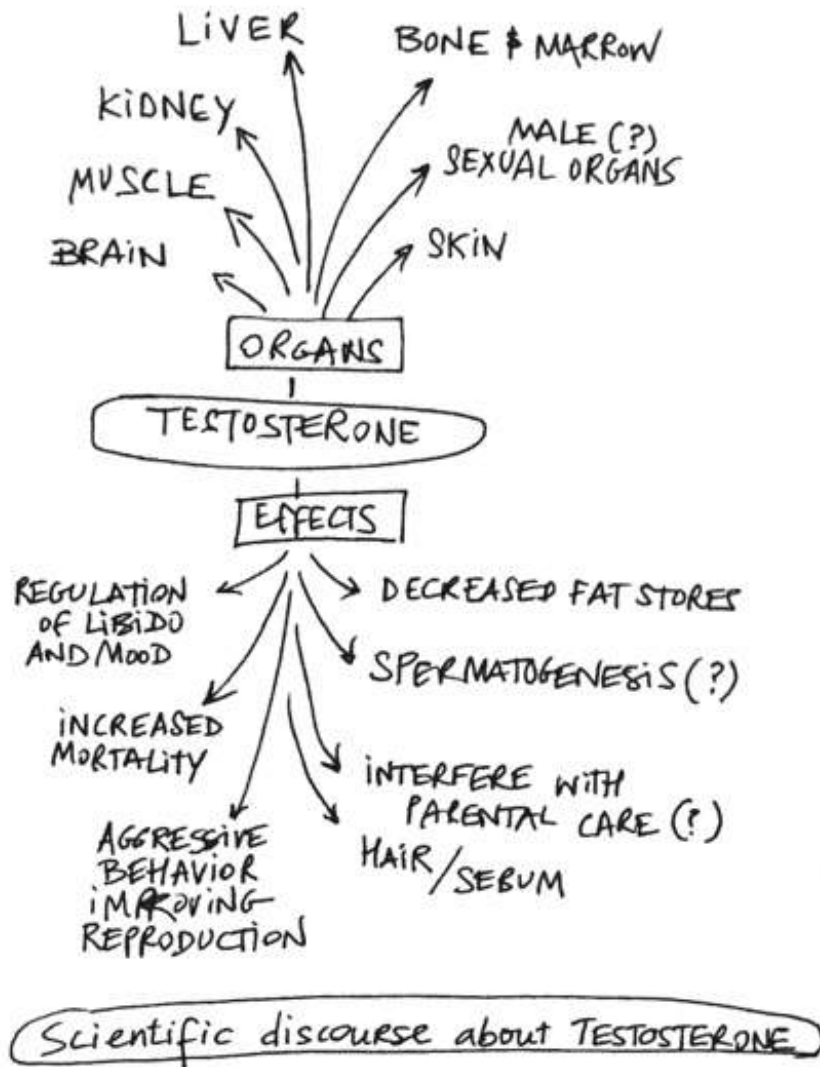 LiVER
BONE & MARROW
KiDNEY
MALE (?)
SEXUAL ORGANS
MUSCLE
BRAiN
SKiN
ORGANS
TESTOSTERONE
EFFECTS
REGULATiON
OF LiBiDO
AND MOOD
DECREASED FAT STORES
SPERMATOGENESiS (?)
iNCREASED
MORTALiTY
iNTERFERE WiTH
PARENTAL CARE (?)
AGGRESSiVE
BEHAViOR
iMPROViNG
REPRODUCTiON
HAiR
/SEBUM
Scientific discourse about TESTOSTERONE